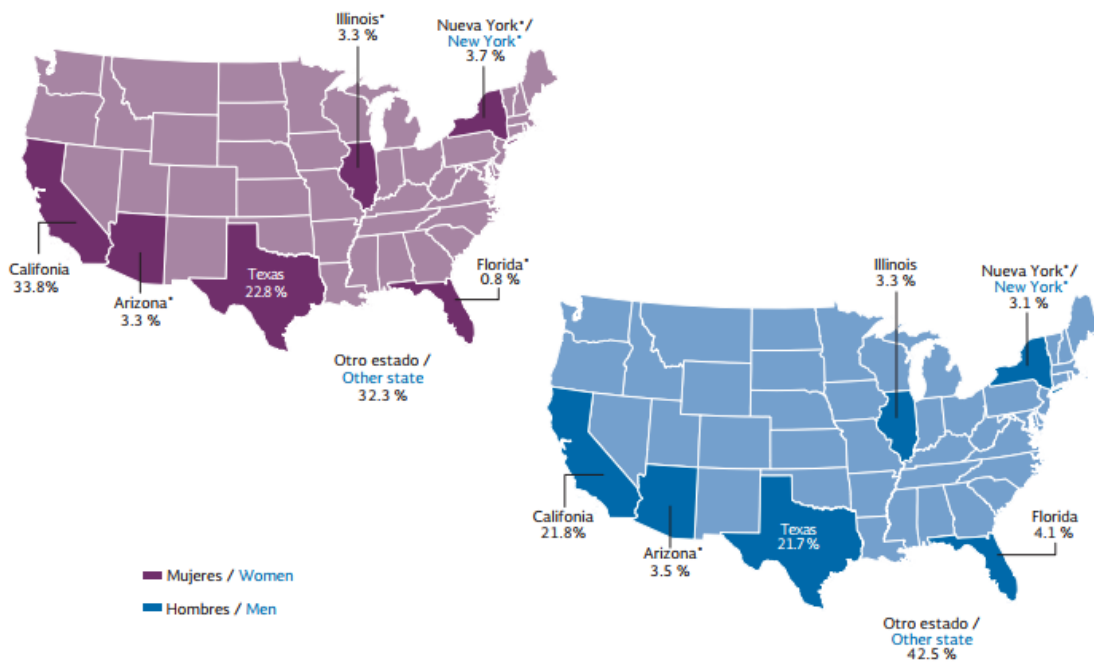 Illinois*
3.3 %
Nueva York*/
New York*
3.7 %
Califonia
33.8%
Arizona*
3.3 %
Texas
22.8 %
Florida*
0.8 %
Otro estado /
Other state
32.3 %
Illinois
3.3 %
Nueva York*/
New York*
3.1 %
Califonia
21.8%
Arizona*
3.5 %
Texas
21.7 %
Florida
4.1 %
Otro estado /
Other state
42.5 %
Mujeres / Women
Hombres / Men